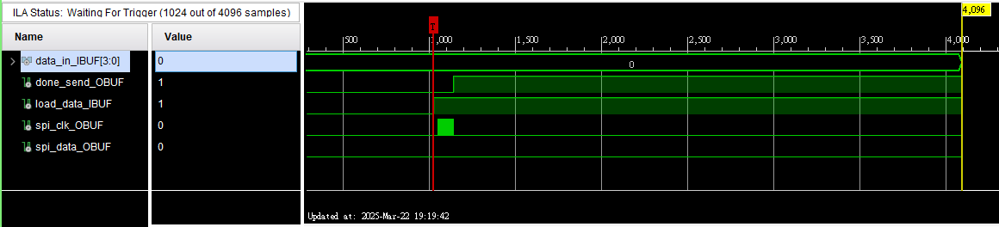 ILA Status: Waiting For Trigger (1024 out of 4096 samples)
Name Value
4,096
T
500 1,000 1,500 2,000 2,500 3,000 3,500 4,000
data_in_IBUF[3:0] 0 0
done_send_OBUF 1
load_data_IBUF 1
spi_clk_OBUF 0
spi_data_OBUF 0
Updated at: 2025-Mar-22 19:19:42